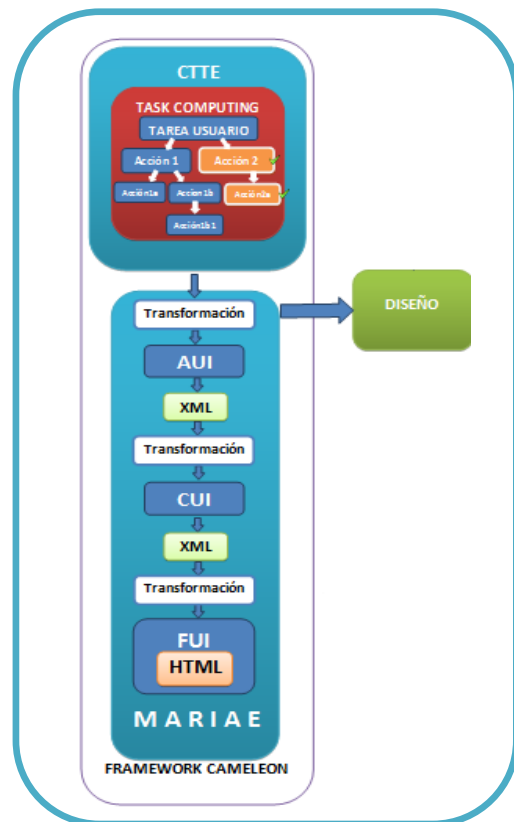 CTTE
TASK COMPUTING
TAREA USUARIO
Acción 1
Acción 2
Acción1a
Accion1b
Acción2a
Acción1b1
Transformación
DISEÑO
AUI
XML
Transformación
CUI
XML
Transformación
FUI
HTML
MARIAE
FRAMEWORK CAMELEON